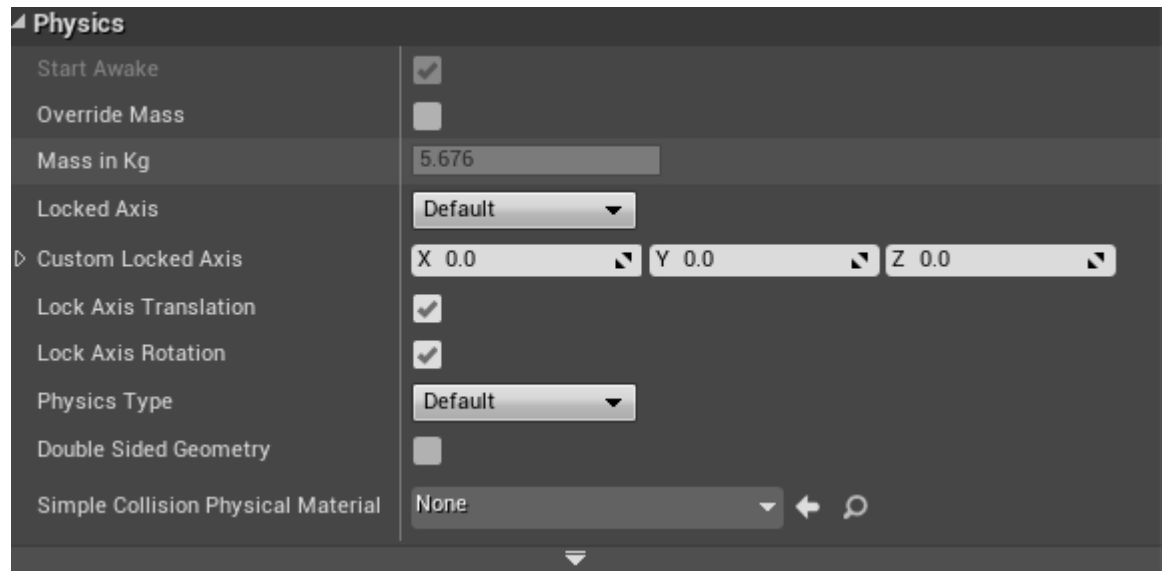 Physics
Start Awake
Override Mass
Mass in Kg 5.676
Locked Axis Default
Custom Locked Axis X 0.0 Y 0.0 Z 0.0
Lock Axis Translation
Lock Axis Rotation
Physics Type Default
Double Sided Geometry
Simple Collision Physical Material None